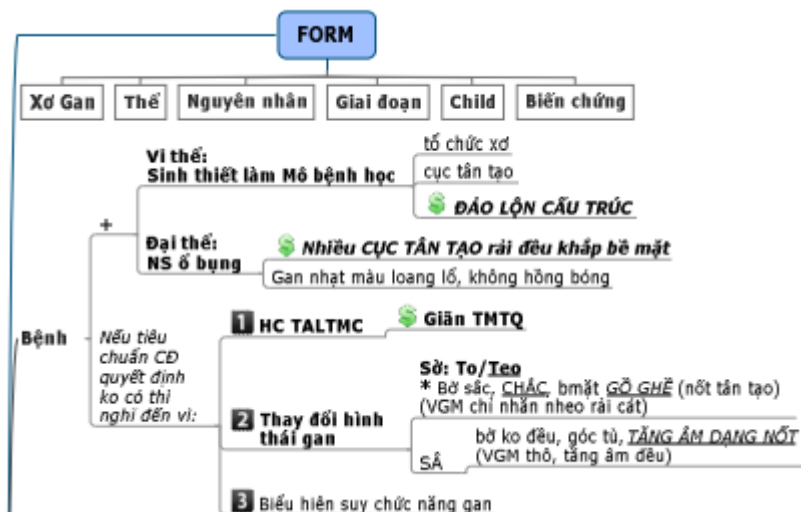 FORM
Xơ Gan
Thể
Nguyên nhân
Giai đoạn
Child
Biến chứng
Vi thể:
Sinh thiết làm Mô bệnh học
tổ chức xơ
cục tân tạo
ĐẢO LỘN CẤU TRÚC
+
Đại thể:
NS ổ bụng
Nhiều CỤC TÂN TẠO rải đều khắp bề mặt
Gan nhạt màu loang lổ, không hồng bóng
Bệnh
Nếu tiêu
chuẩn CĐ
quyết định
ko có thì
nghĩ đến vì:
1 HC TALTMC
Giãn TMTQ
2 Thay đổi hình
thái gan
Sờ: To/Teo
* Bờ sắc, CHẮC, bmặt GỒ GHỀ (nốt tân tạo)
(VGM chỉ nhăn nheo rải cát)
SÂ
bờ ko đều, góc tù, TĂNG ÂM DẠNG NỐT
(VGM thô, tăng âm đều)
3 Biểu hiện suy chức năng gan